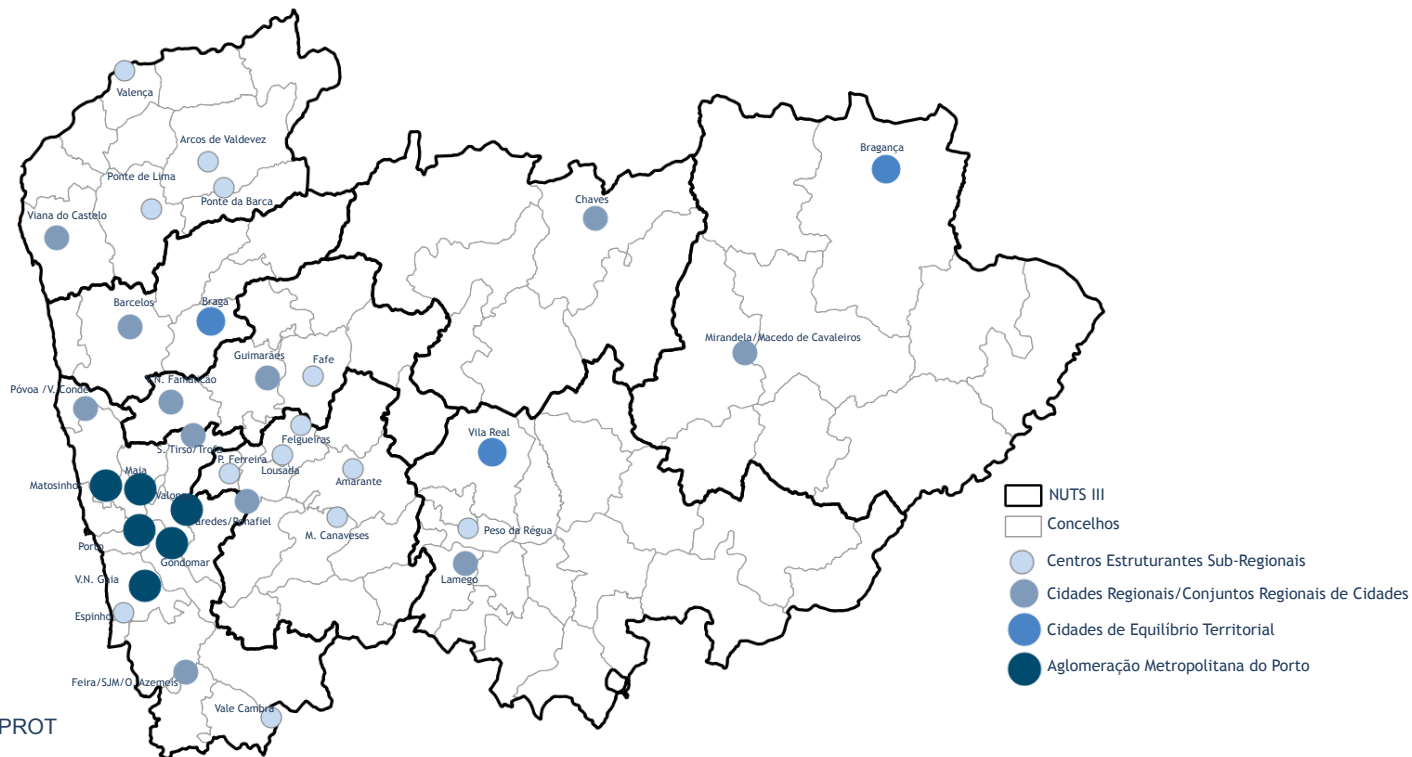 Valença
Arcos de Valdevez
Ponte de Lima
Ponte da Barca
Viana do Castelo
Bragança
Chaves
Barcelos
Braga
Mirandela/Macedo de Cavaleiros
Guimarães
Fafe
V.N. Famalicão
Póvoa /V. Conde
Felgueiras
Vila Real
S. Tirso/Trofa
P. Ferreira
Lousada
Maia
Amarante
Matosinhos
Valongo
Paredes/Penafiel
Peso da Régua
M. Canaveses
Porto
Gondomar
Lamego
V.N. Gaia
Espinho
Feira/SJM/O. Azemeis
Vale Cambra
PROT
NUTS III
Concelhos
Centros Estruturantes Sub-Regionais
Cidades Regionais/Conjuntos Regionais de Cidades
Cidades de Equilíbrio Territorial
Aglomeração Metropolitana do Porto